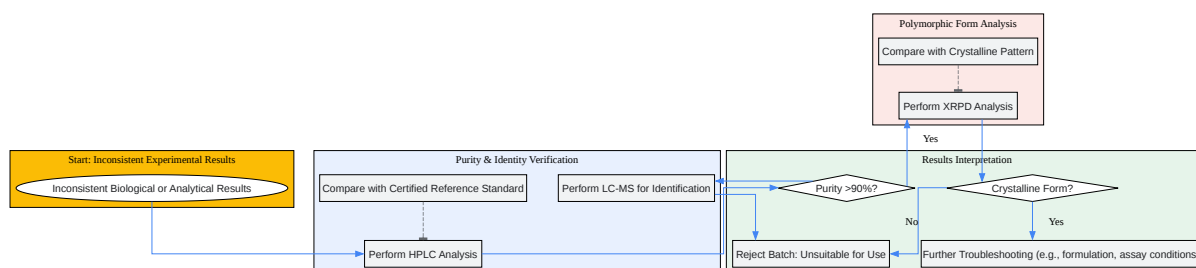 Polymorphic Form Analysis
Compare with Crystalline Pattern
Perform XRPD Analysis
Yes
Start: Inconsistent Experimental Results
Inconsistent Biological or Analytical Results
Purity & Identity Verification
Compare with Certified Reference Standard
Perform LC-MS for Identification
Perform HPLC Analysis
Results Interpretation
Purity >90%?
Crystalline Form?
No
Yes
Reject Batch: Unsuitable for Use
Further Troubleshooting (e.g., formulation, assay conditions